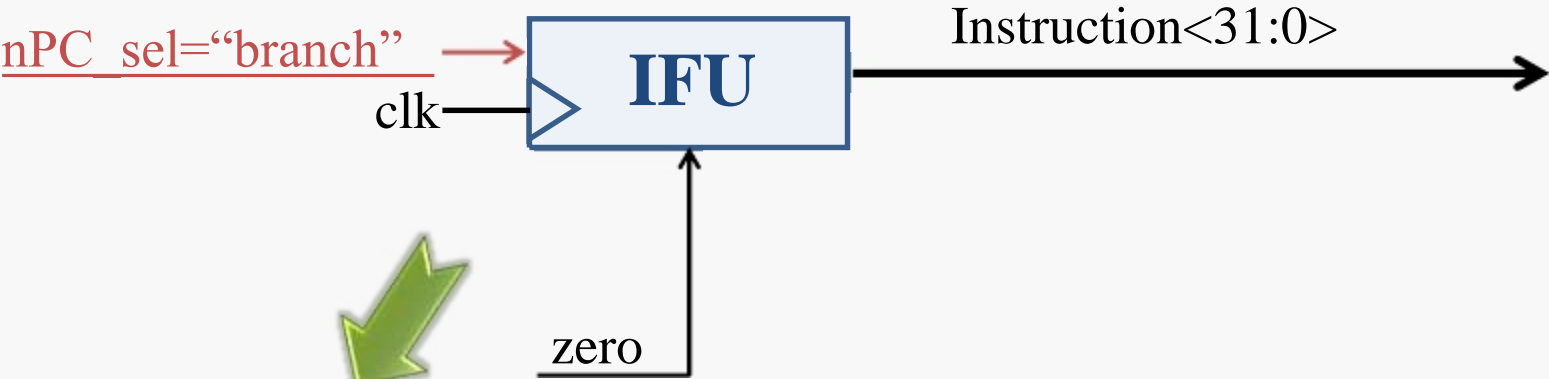 Instruction<31:0>
nPC_sel=“branch”
IFU
clk
zero